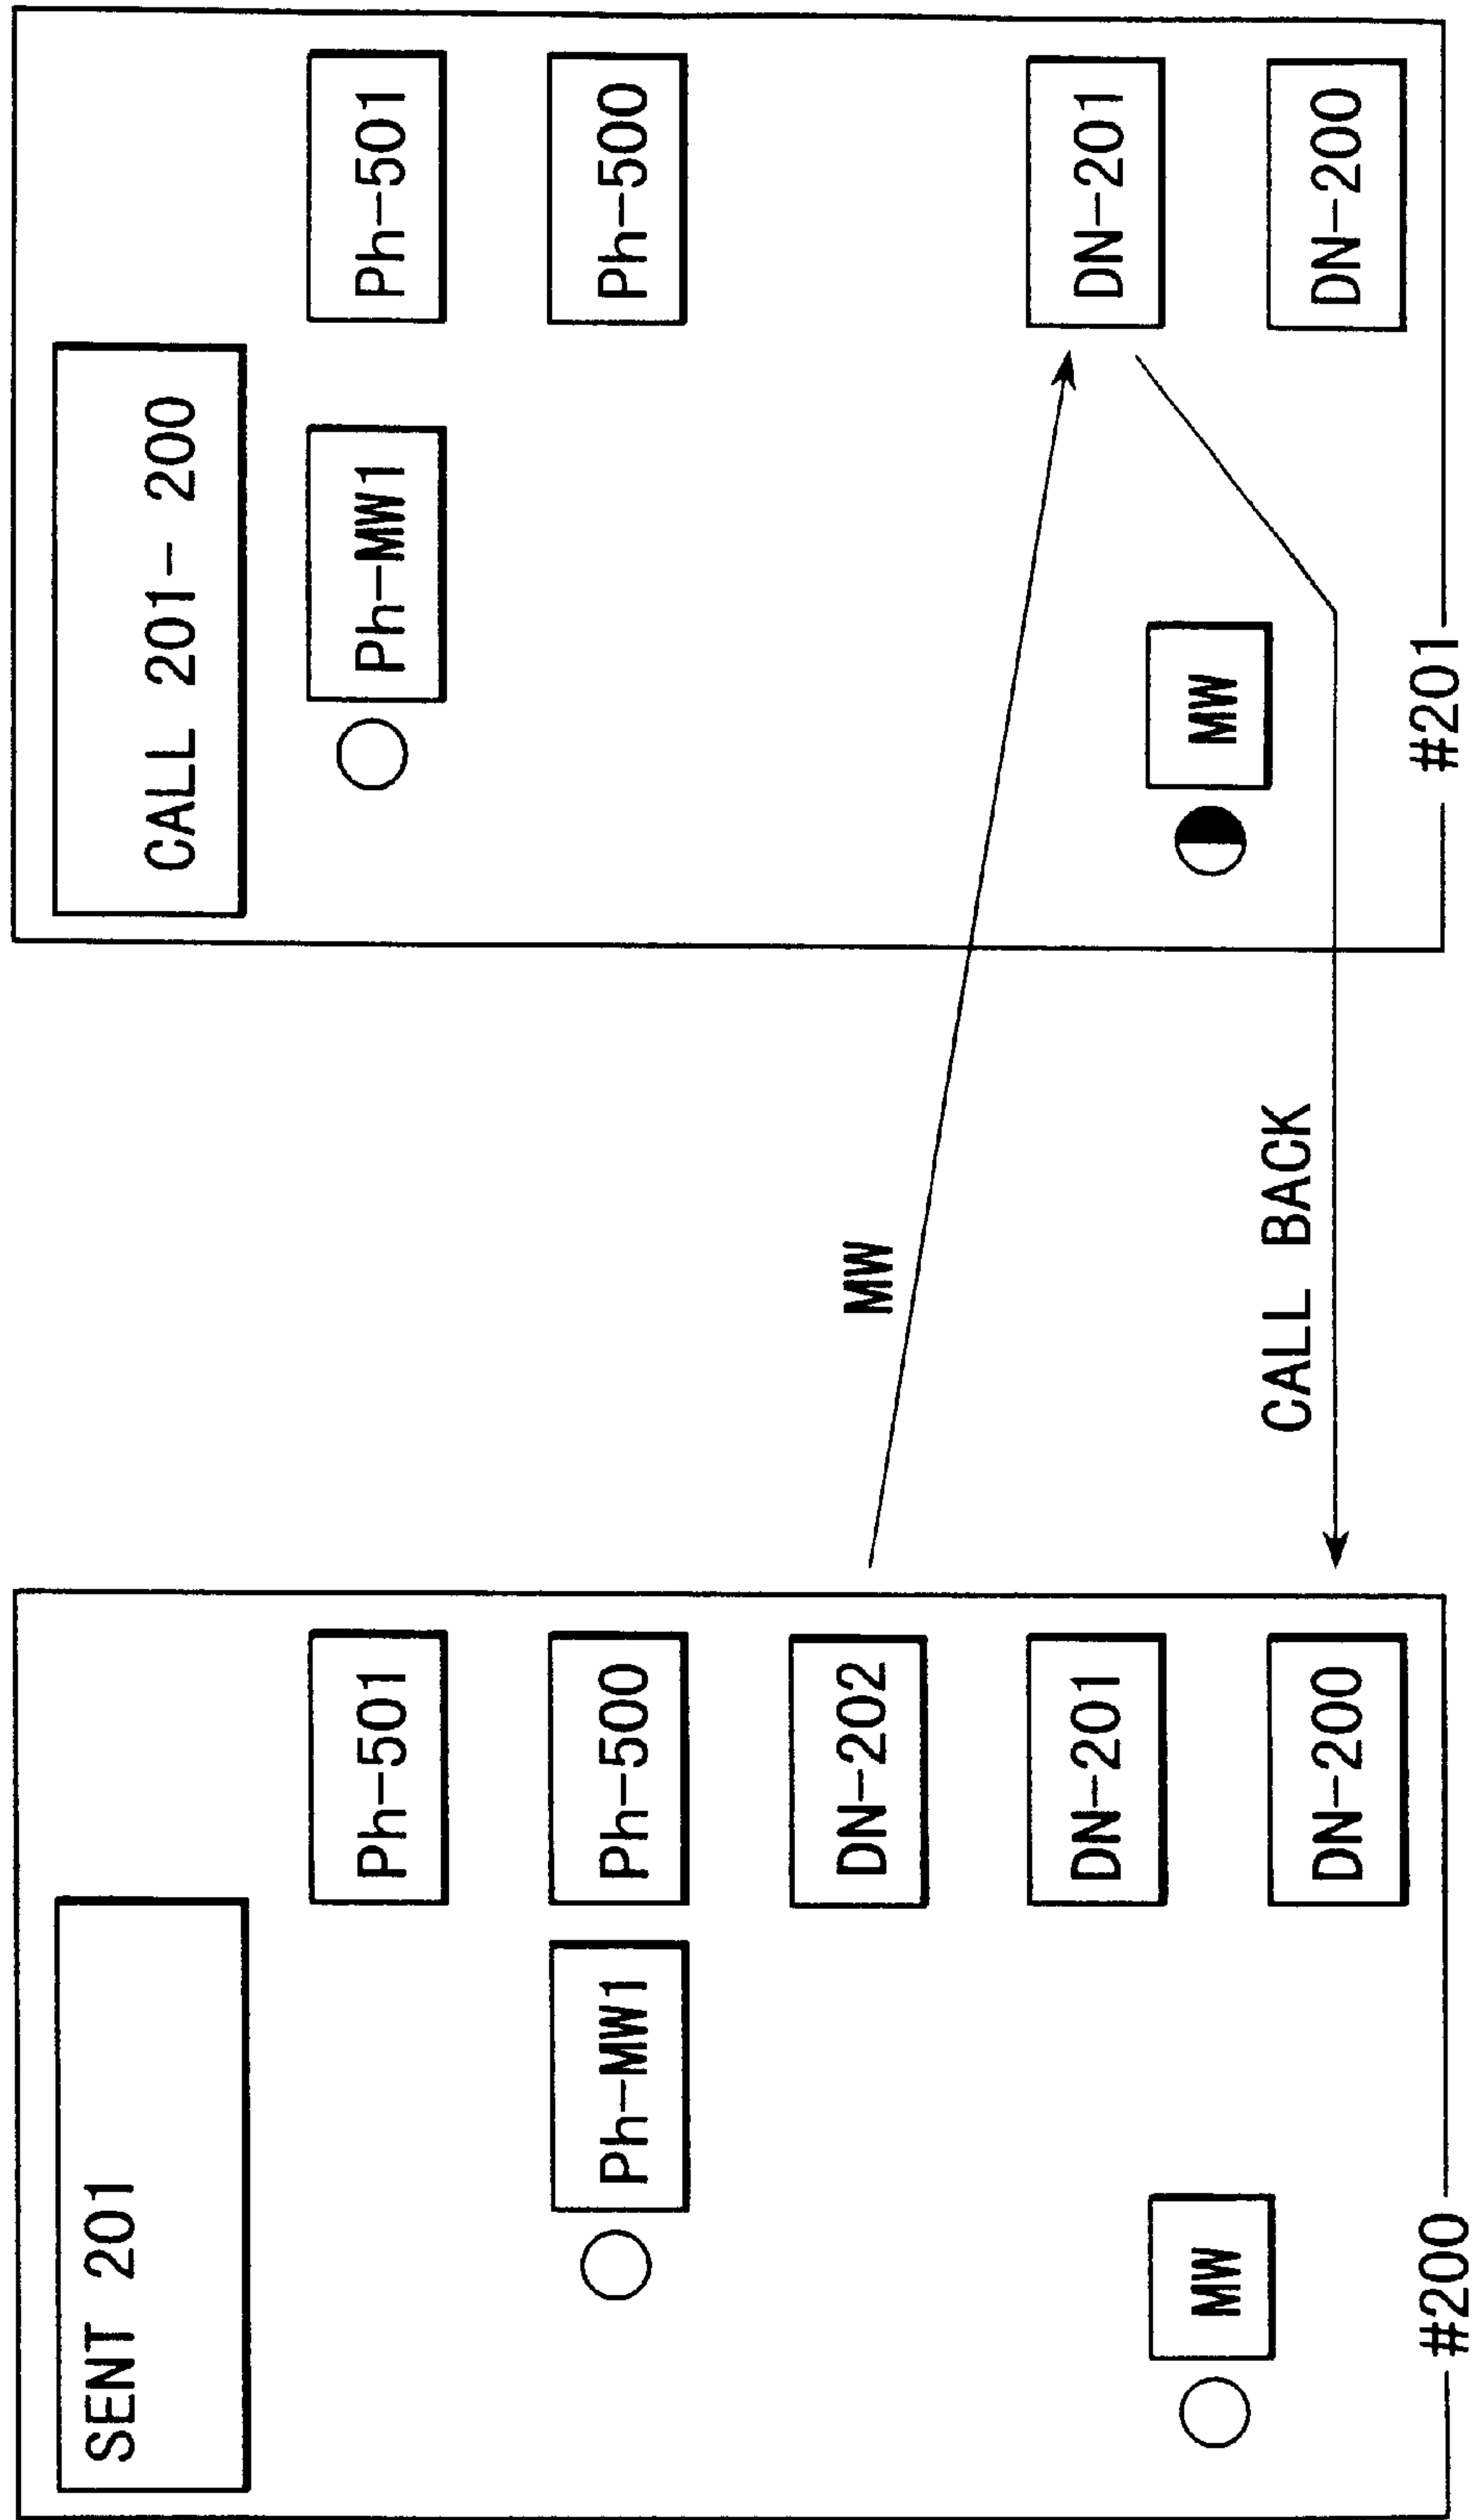 SENT 201
Ph-501
Ph-MW1
Ph-500
DN-202
DN-201
MW
DN-200
#200
MW
CALL BACK
CALL 201- 200
Ph-MW1
Ph-501
Ph-500
DN-201
MW
DN-200
#201